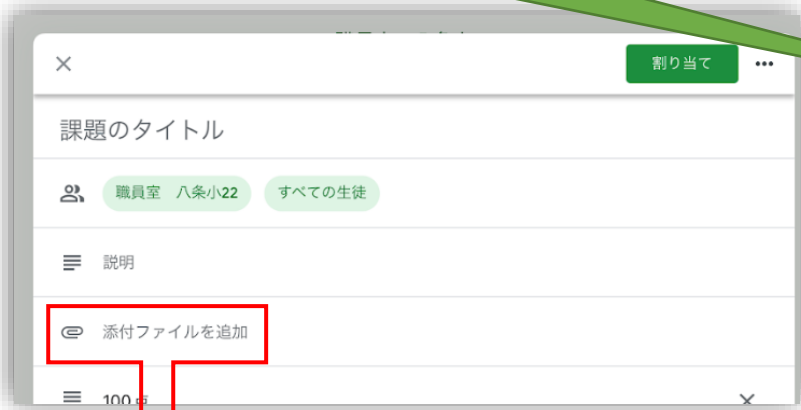 割り当て
課題のタイトル
職員室　八条小22　すべての生徒
説明
添付ファイルを追加
100